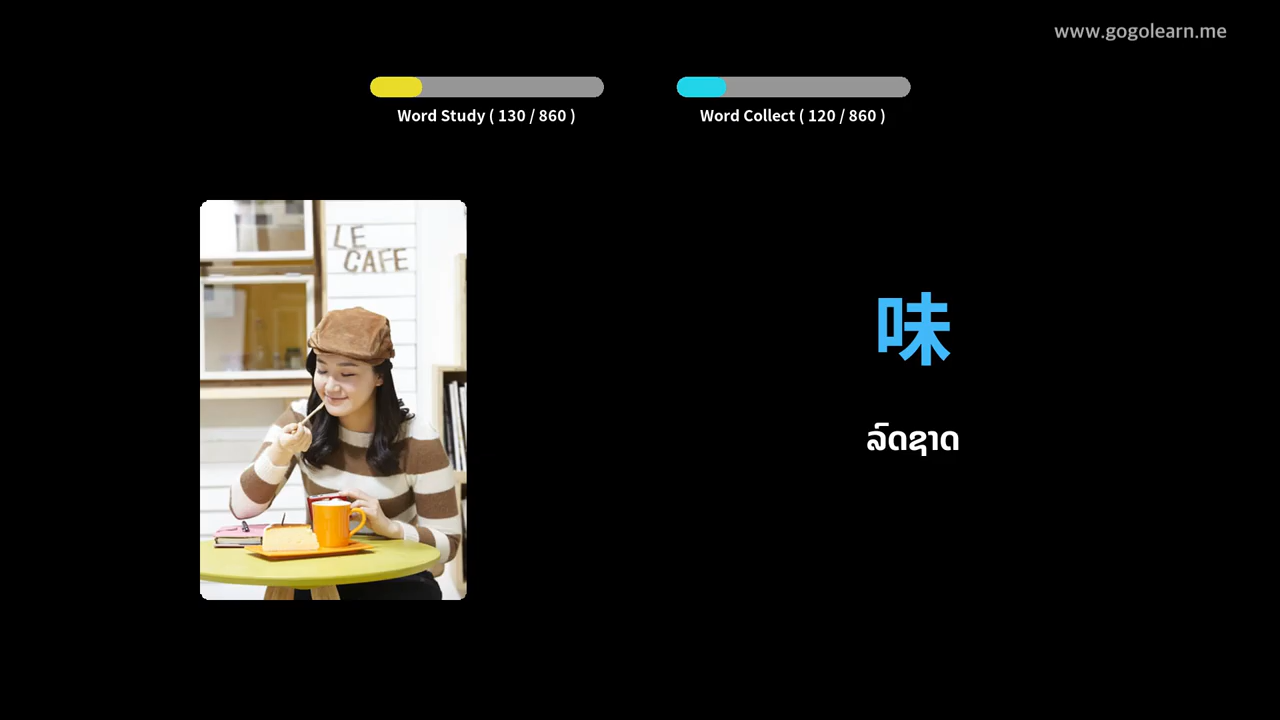 www.gogolearn.me
Word Study ( 130 / 860 )
Word Collect ( 120 / 860 )
LE
CAFE
味
ລົດຊາດ